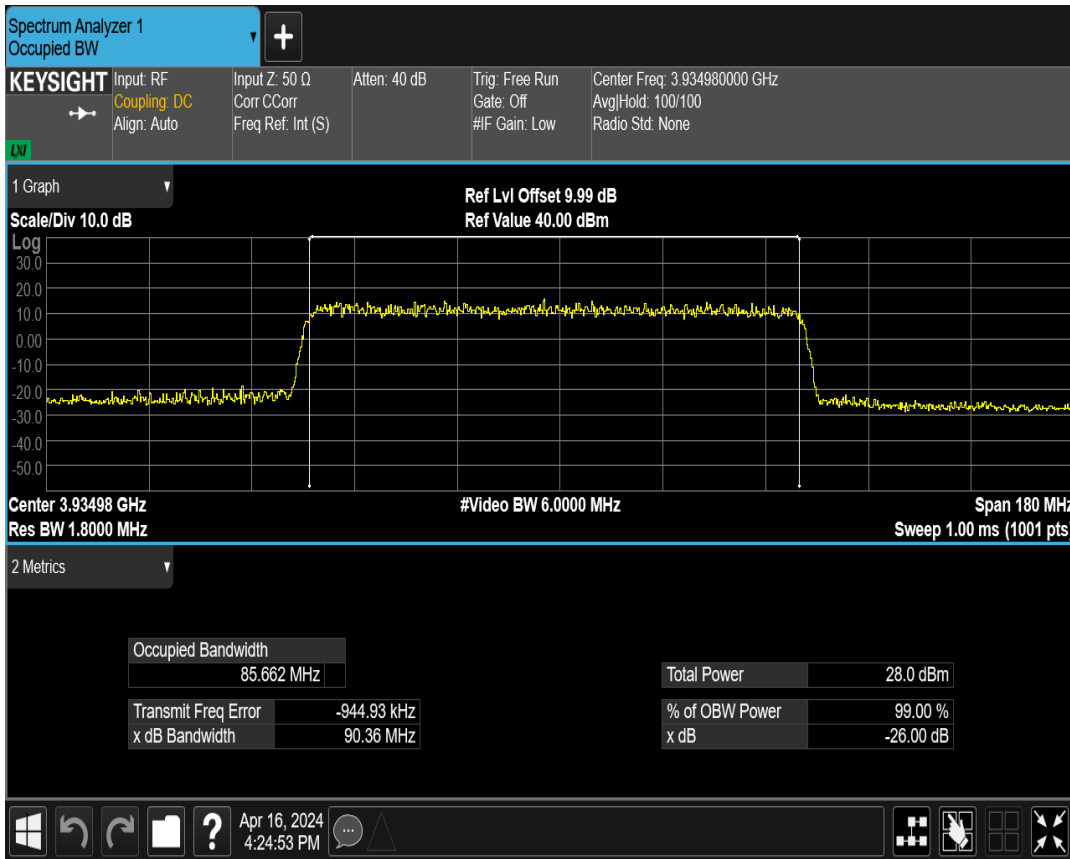 Spectrum Analyzer 1
Occupied BW
+
KEYSIGHT
LXI
Input: RF
Coupling: DC
Align: Auto
Input Z: 50 Ω
Corr CCorr
Freq Ref: Int (S)
Atten: 40 dB
Trig: Free Run
Gate: Off
#IF Gain: Low
Center Freq: 3.934980000 GHz
Avg|Hold: 100/100
Radio Std: None
1 Graph
Scale/Div 10.0 dB
Ref Lvl Offset 9.99 dB
Ref Value 40.00 dBm
Log
30.0
20.0
10.0
0.00
-10.0
-20.0
-30.0
-40.0
-50.0
Center 3.93498 GHz
#Video BW 6.0000 MHz
Span 180 MHz
Res BW 1.8000 MHz
Sweep 1.00 ms (1001 pts)
2 Metrics
Occupied Bandwidth
85.662 MHz
Total Power 28.0 dBm
Transmit Freq Error -944.93 kHz
% of OBW Power 99.00 %
x dB Bandwidth 90.36 MHz
x dB -26.00 dB
?
Apr 16, 2024
4:24:53 PM